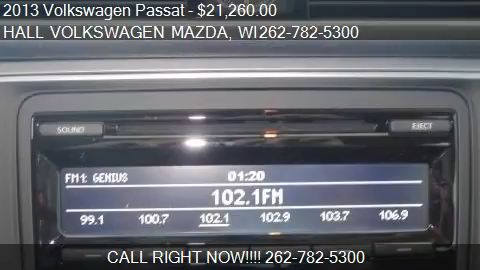 2013 Volkswagen Passat - $21,260.00
HALL VOLKSWAGEN MAZDA, WI262-782-5300
SOUND
EJECT
FM1: GENIUS 01:20
102.1FM
99.1 100.7 102.1 102.9 103.7 106.9
CALL RIGHT NOW!!!! 262-782-5300